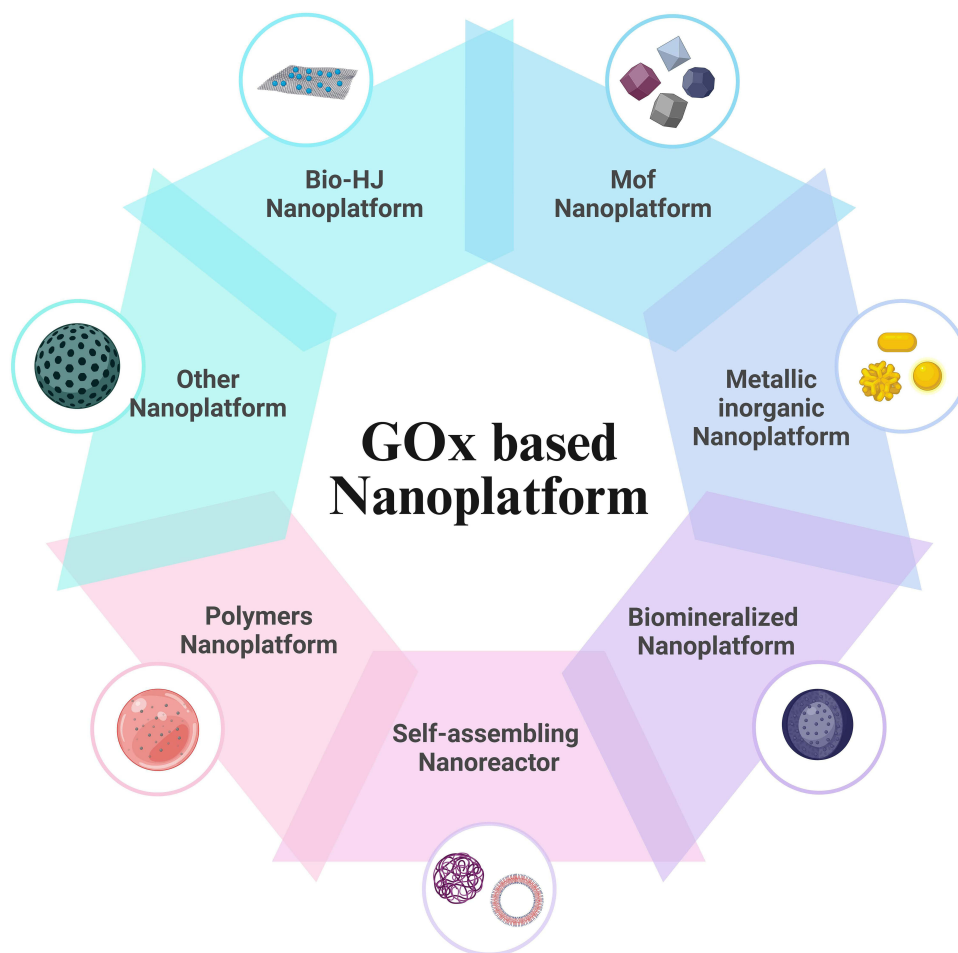 Bio-HJ
Nanoplatform
Mof
Nanoplatform
Other
Nanoplatform
Metallic
inorganic
Nanoplatform
GOx based
Nanoplatform
Polymers
Nanoplatform
Biomineralized
Nanoplatform
Self-assembling
Nanoreactor